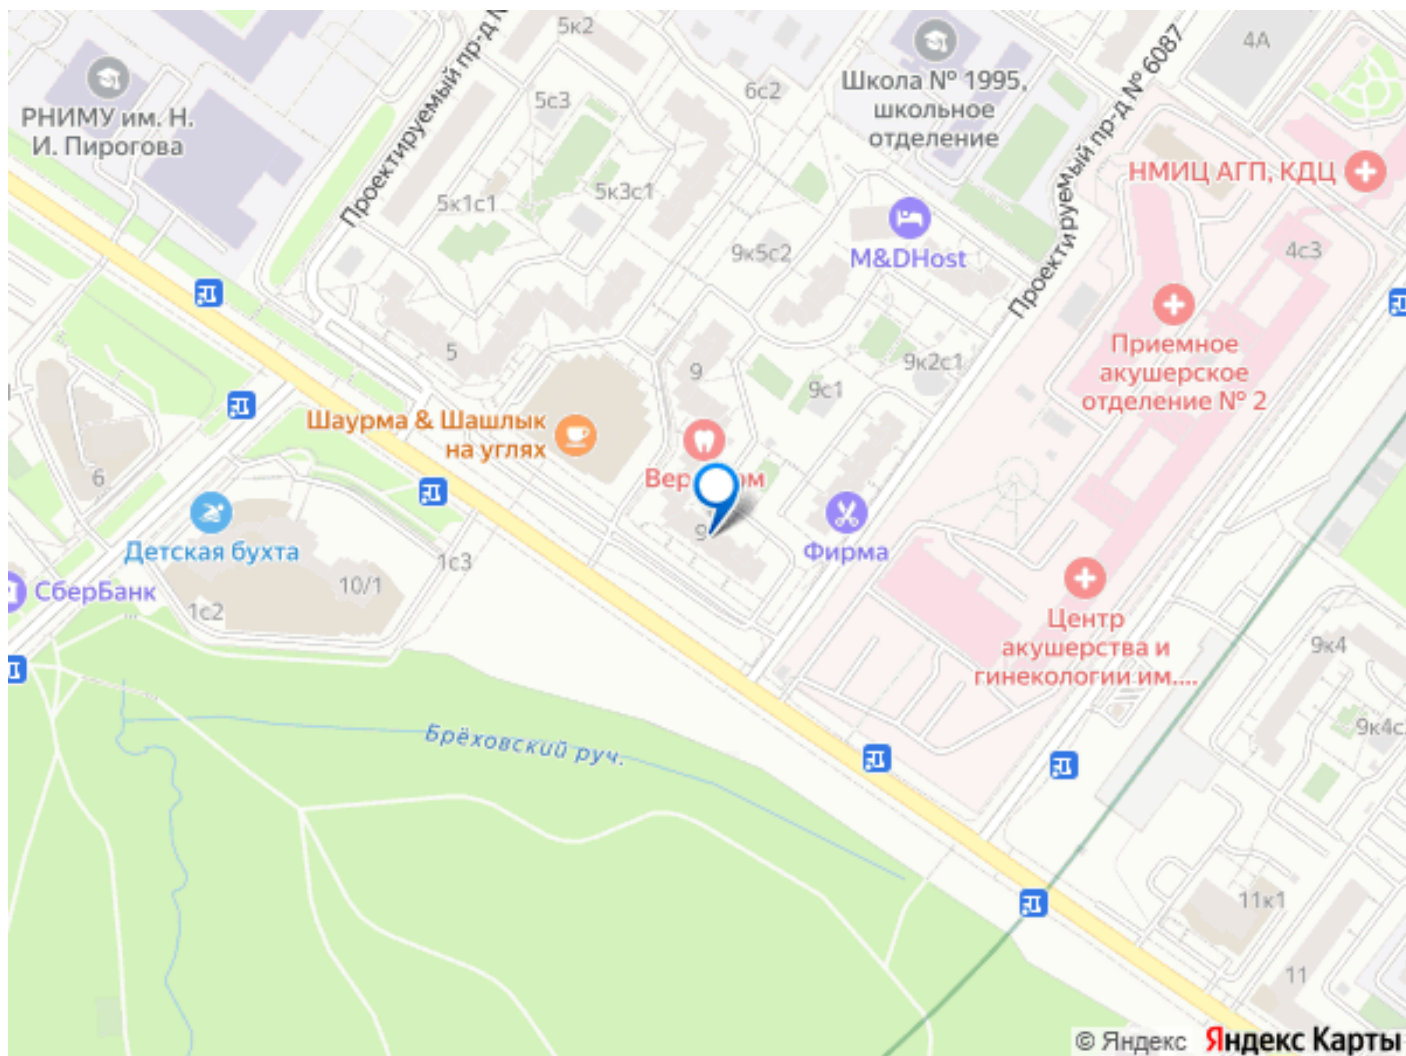 5к2
Проектируемый пр-д №
РНИМУ им. Н.
И. Пирогова
5с3
6с2
Школа № 1995,
школьное
отделение
Проектируемый пр-д № 6087
4А
НМИЦ АГП, КДЦ
5к1с1
5к3с1
9к5с2
M&DHost
4с3
Приемное
акушерское
отделение № 2
5
9
9с1
9к2с1
Шаурма & Шашлык
на углях
6
Детская бухта
1с3
9
Фирма
СберБанк
1с2
10/1
Центр
акушерства и
гинекологии им....
9к4
9к4с
Брёховский руч.
11к1
11
© Яндекс Яндекс Карты